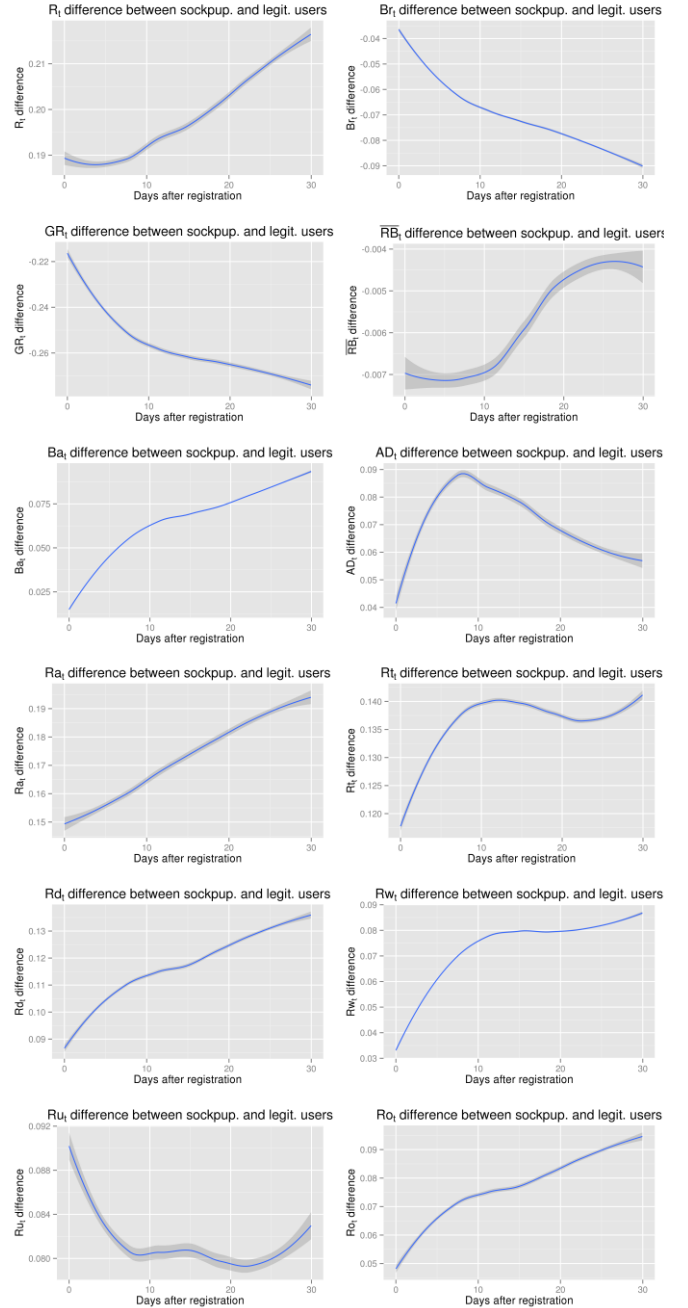 Rt difference between sockpup. and legit. users
Rt difference
0.21
0.20
0.19
0 10 20 30
Days after registration
Brt difference between sockpup. and legit. users
Brt difference
-0.04
-0.05
-0.06
-0.07
-0.08
-0.09
0 10 20 30
Days after registration
GRt difference between sockpup. and legit. users
GRt difference
-0.22
-0.24
-0.26
0 10 20 30
Days after registration
RBt difference between sockpup. and legit. users
RBt difference
-0.004
-0.005
-0.006
-0.007
0 10 20 30
Days after registration
Bat difference between sockpup. and legit. users
Bat difference
0.075
0.050
0.025
0 10 20 30
Days after registration
ADt difference between sockpup. and legit. users
ADt difference
0.09
0.08
0.07
0.06
0.05
0.04
0 10 20 30
Days after registration
Rat difference between sockpup. and legit. users
Rat difference
0.19
0.18
0.17
0.16
0.15
0 10 20 30
Days after registration
Rtt difference between sockpup. and legit. users
Rtt difference
0.140
0.135
0.130
0.125
0.120
0 10 20 30
Days after registration
Rdt difference between sockpup. and legit. users
Rdt difference
0.13
0.12
0.11
0.10
0.09
0 10 20 30
Days after registration
Rwt difference between sockpup. and legit. users
Rwt difference
0.09
0.08
0.07
0.06
0.05
0.04
0.03
0 10 20 30
Days after registration
Rut difference between sockpup. and legit. users
Rut difference
0.092
0.088
0.084
0.080
0 10 20 30
Days after registration
Rot difference between sockpup. and legit. users
Rot difference
0.09
0.08
0.07
0.06
0.05
0 10 20 30
Days after registration